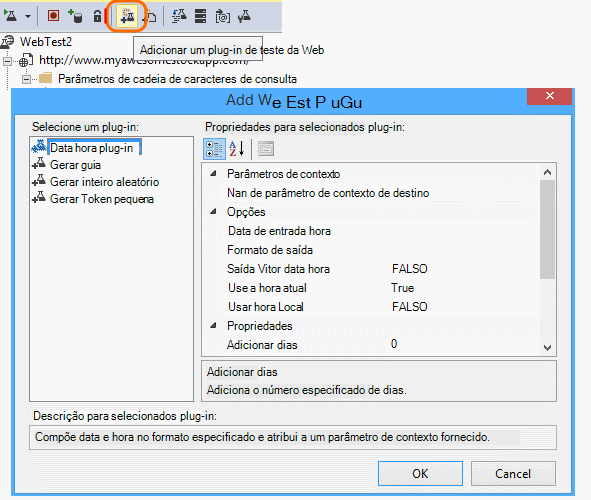 Adicionar um plug-in de teste da Web
WebTest2
http://www.myawesomestockapp.com/
Parâmetros de cadeia de caracteres de consulta
Add We Est P uGu
Selecione um plug-in:
Data hora plug-in
Gerar guia
Gerar inteiro aleatório
Gerar Token pequena
Propriedades para selecionados plug-in:
Parâmetros de contexto
Nan de parâmetro de contexto de destino
Opções
Data de entrada hora
Formato de saída
Saída Vitor data hora FALSO
Use a hora atual True
Usar hora Local FALSO
Propriedades
Adicionar dias 0
Adicionar dias
Adiciona o número especificado de dias.
Descrição para selecionados plug-in:
Compõe data e hora no formato especificado e atribui a um parâmetro de contexto fornecido.
OK Cancel